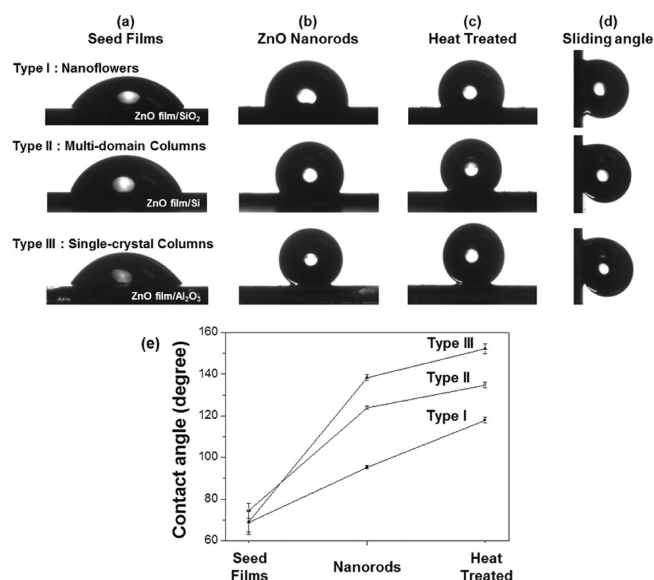 (a) (b) (c) (d)
Seed Films ZnO Nanorods Heat Treated Sliding angle
Type I : Nanoflowers
ZnO film/SiO₂
Type II : Multi-domain Columns
ZnO film/Si
Type III : Single-crystal Columns
ZnO film/Al₂O₃
(e)
Contact angle (degree)
160
140
120
100
80
60
Type III
Type II
Type I
Seed Films
Nanorods
Heat Treated